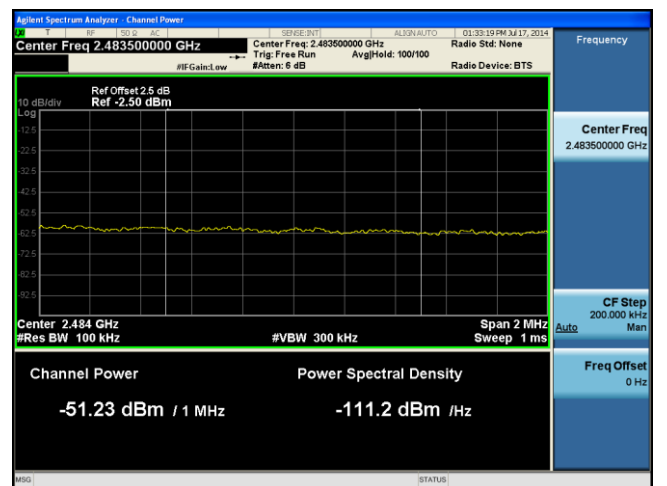 Agilent Spectrum Analyzer - Channel Power
T RF 50 Ω AC SENSE:INT ALIGN AUTO 01:33:19 PM Jul 17, 2014
Center Freq 2.483500000 GHz
Center Freq: 2.483500000 GHz Radio Std: None
Trig: Free Run Avg|Hold: 100/100
#IFGain:Low #Atten: 6 dB Radio Device: BTS
Frequency
Ref Offset 2.5 dB
10 dB/div Ref -2.50 dBm
Log
-12.5
-22.5
-32.5
-42.5
-52.5
-62.5
-72.5
-82.5
-92.5
Center Freq
2.483500000 GHz
Center 2.484 GHz Span 2 MHz
#Res BW 100 kHz #VBW 300 kHz Sweep 1 ms
CF Step
200.000 kHz
Auto Man
Channel Power Power Spectral Density
-51.23 dBm / 1 MHz -111.2 dBm /Hz
Freq Offset
0 Hz
MSG STATUS